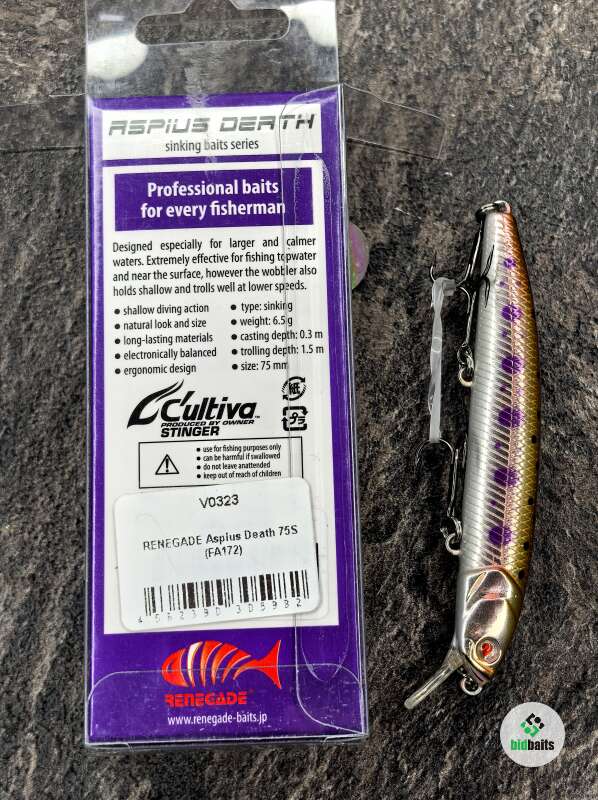 ASPIUS DEATH
sinking baits series
Professional baits
for every fisherman
Designed especially for larger and calmer
waters. Extremely effective for fishing topwater
and near the surface, however the wobbler also
holds shallow and trolls well at lower speeds.
• shallow diving action
• natural look and size
• long-lasting materials
• electronically balanced
• ergonomic design
• type: sinking
• weight: 6.5 g
• casting depth: 0.3 m
• trolling depth: 1.5 m
• size: 75 mm
C'ultiva™
PRODUCED BY OWNER
STINGER
• use for fishing purposes only
• can be harmful if swallowed
• do not leave anattended
• keep out of reach of children
V0323
RENEGADE Aspius Death 75S
(FA172)
RENEGADE
www.renegade-baits.jp
bidbaits